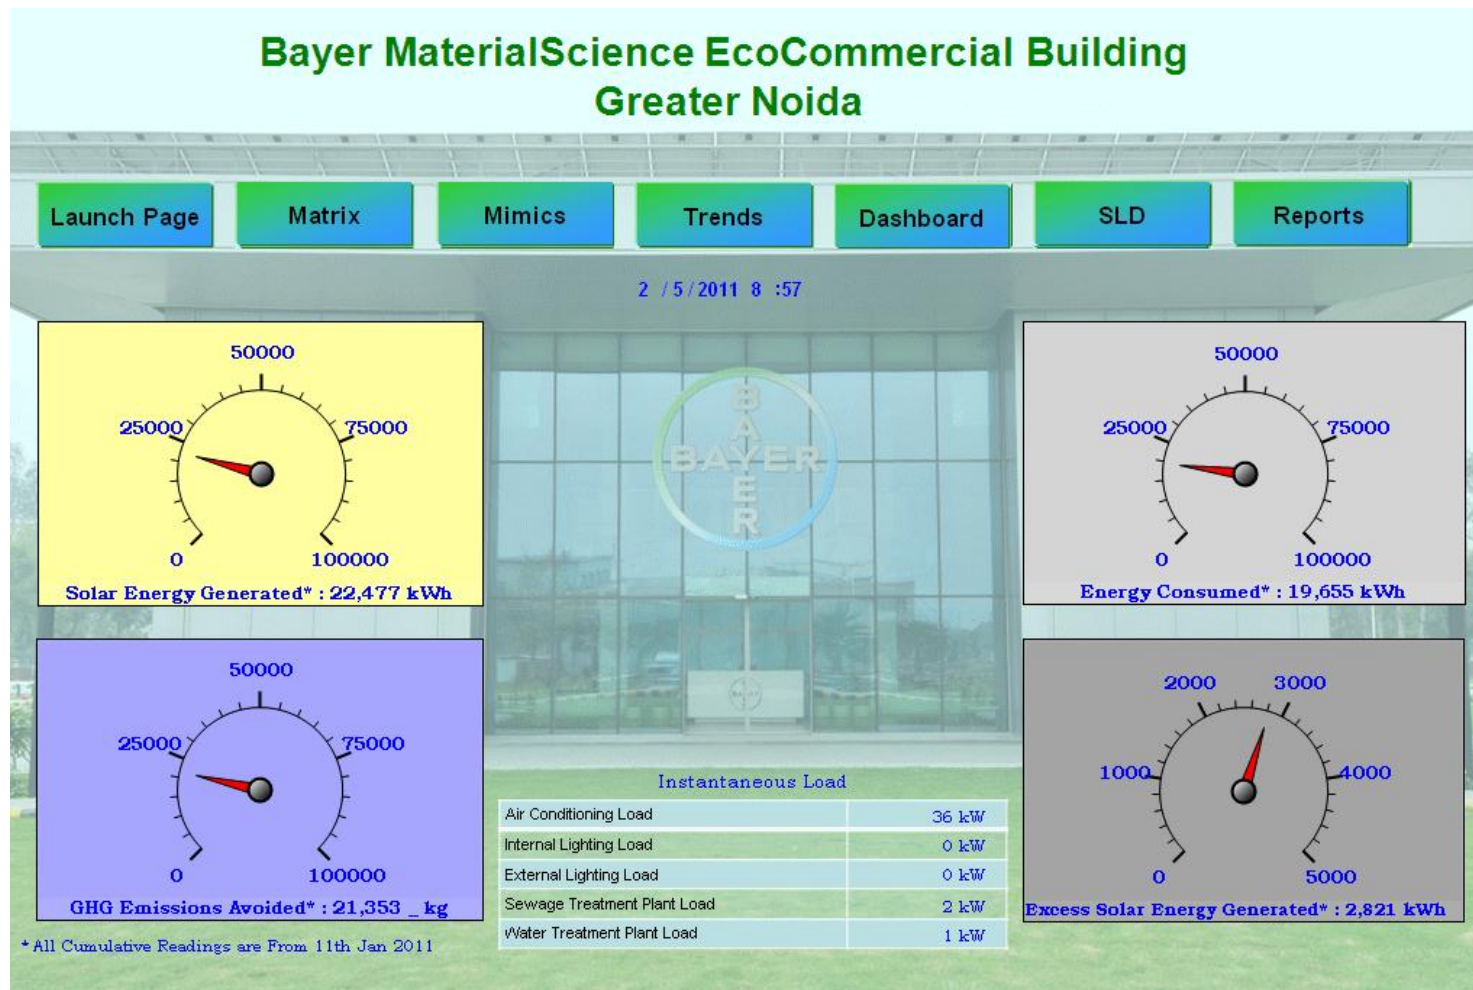 Bayer MaterialScience EcoCommercial Building
Greater Noida
Launch Page
Matrix
Mimics
Trends
Dashboard
SLD
Reports
2 / 5 / 2011 8 :57
50000
25000
75000
0
100000
Solar Energy Generated* : 22,477 kWh
BAYER
BAYER
50000
25000
75000
0
100000
Energy Consumed* : 19,655 kWh
50000
25000
75000
0
100000
GHG Emissions Avoided* : 21,353 _ kg
* All Cumulative Readings are From 11th Jan 2011
Instantaneous Load
Air Conditioning Load 36 kW
Internal Lighting Load 0 kW
External Lighting Load 0 kW
Sewage Treatment Plant Load 2 kW
Water Treatment Plant Load 1 kW
2000
3000
1000
4000
0
5000
Excess Solar Energy Generated* : 2,821 kWh